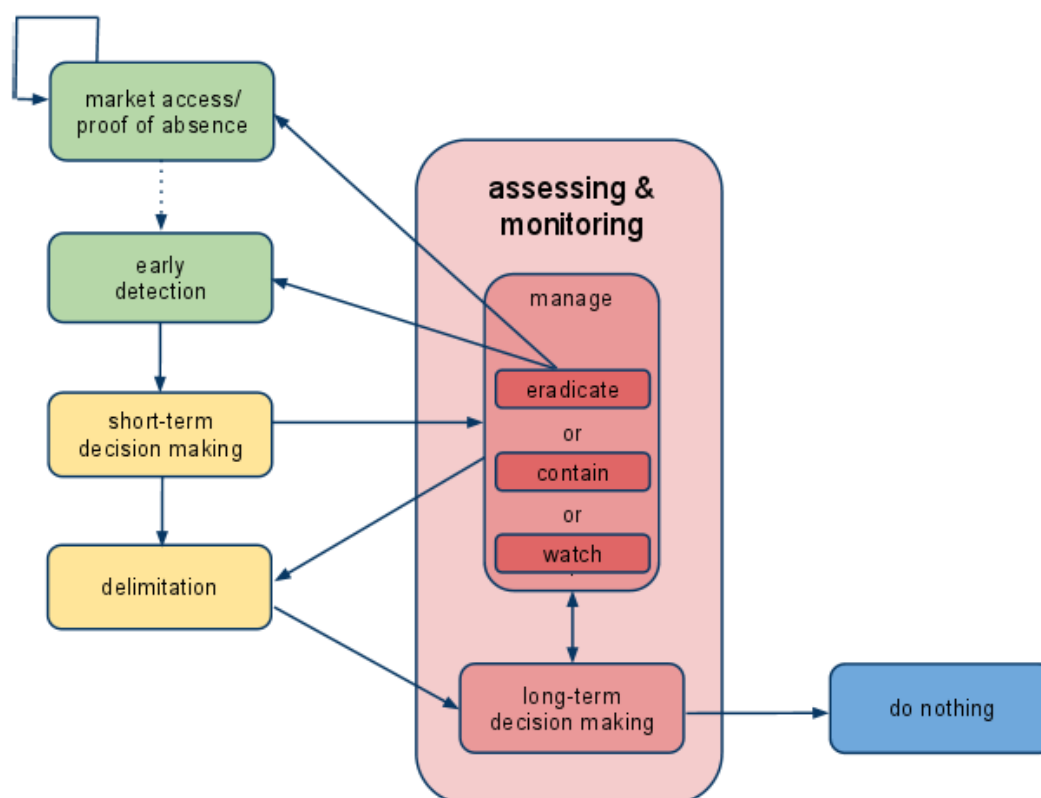 market access/
proof of absence
early
detection
short-term
decision making
delimitation
assessing &
monitoring
manage
eradicate
or
contain
or
watch
long-term
decision making
do nothing